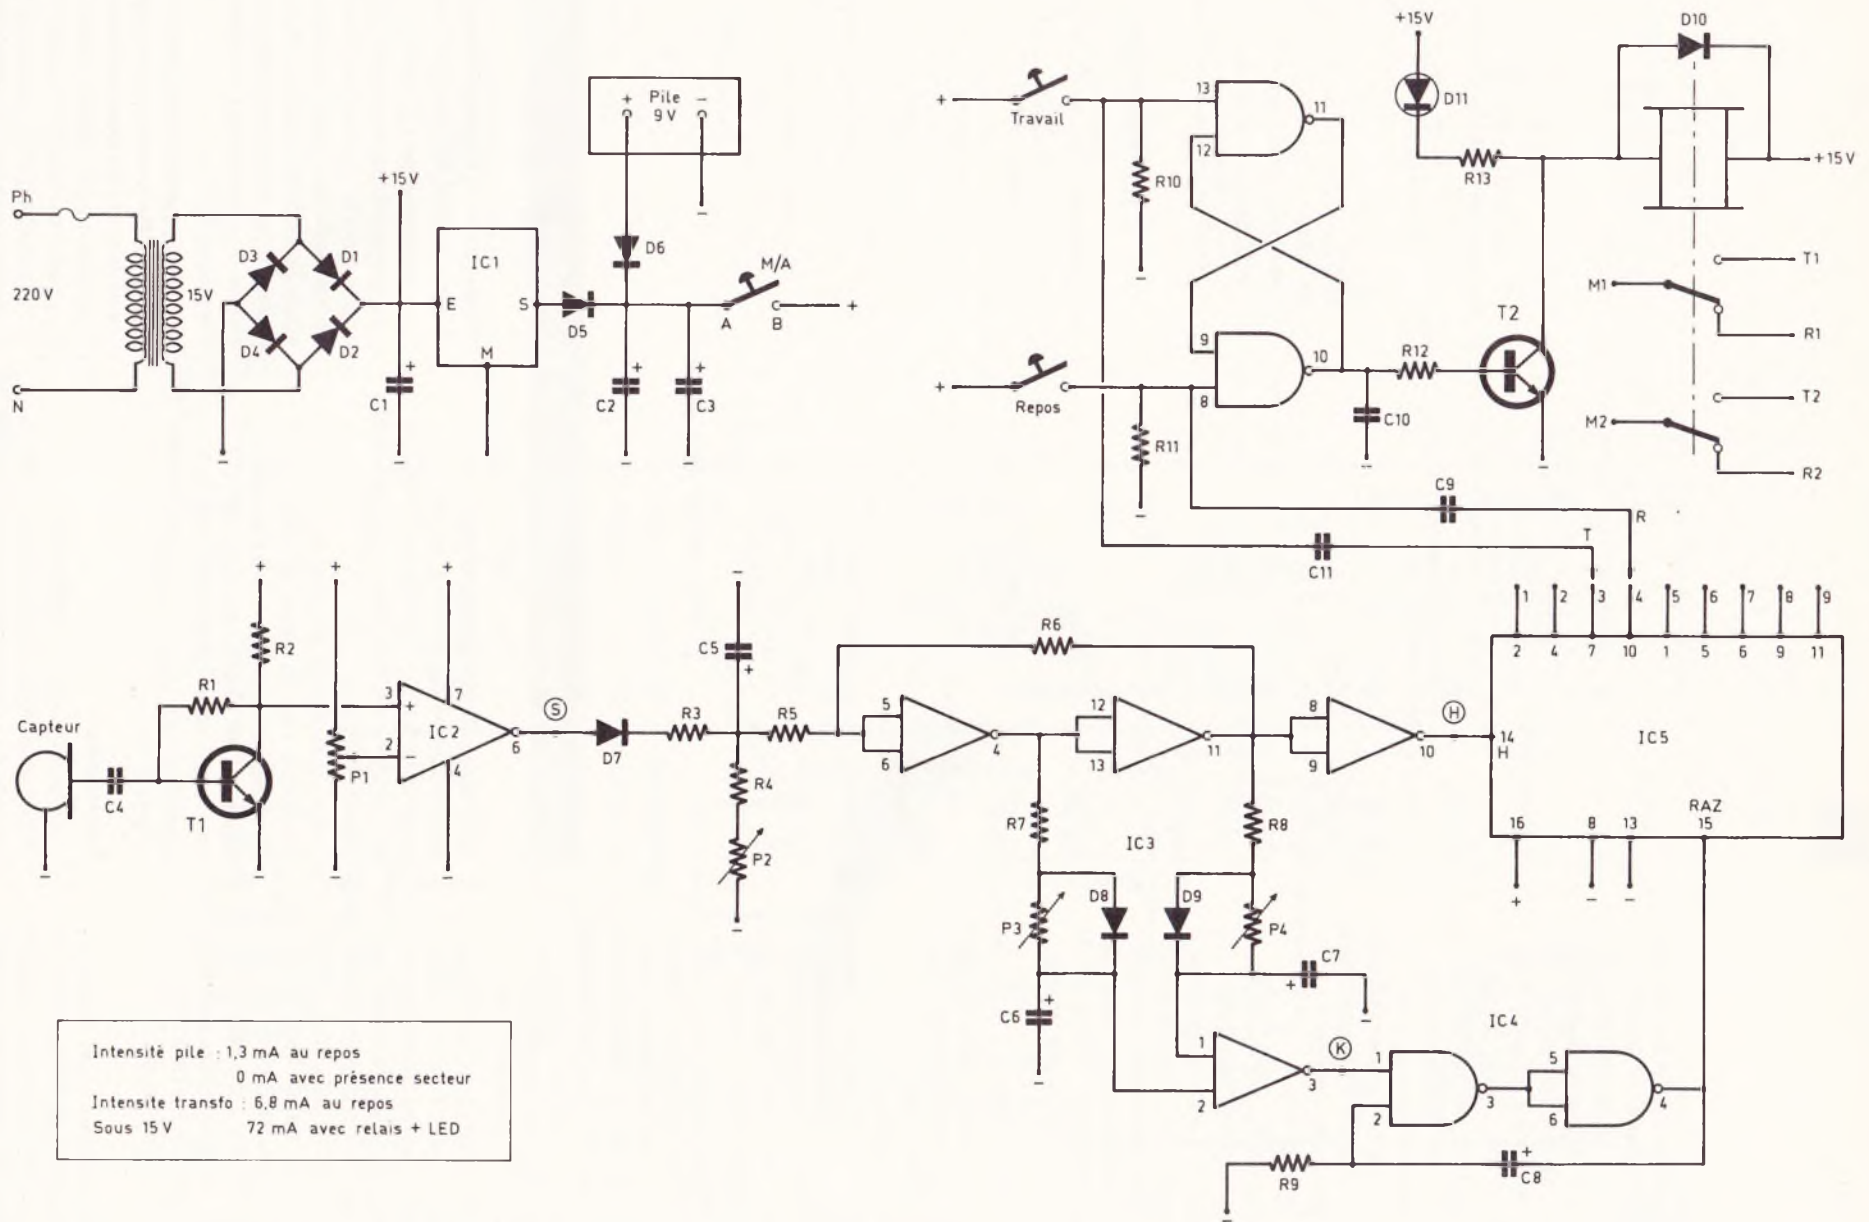 Ph
220 V
N
15V
D3
D1
D4
D2
+15V
C1
+
–
E
IC1
S
M
+ Pile –
9V
–
D6
D5
C2
+
–
C3
+
–
M/A
A
B
+
–
+
Travail
13
12
11
R10
–
+
Repos
9
8
10
R11
–
R12
C10
–
T2
–
+15V
D11
R13
D10
+15V
T1
M1
R1
T2
M2
R2
C9
R
T
C11
Capteur
–
C4
R1
+
R2
T1
–
+
P1
–
+
3
+
7
IC2
2
–
4
6
–
S
D7
R3
–
C5
+
R5
R4
P2
–
R6
5
6
4
12
13
11
8
9
10
H
R7
IC3
R8
P3
D8
D9
P4
C7
+
–
C6
+
–
1
2
3
K
IC4
1
2
3
5
6
4
R9
–
C8
+
1 2 3 4 5 6 7 8 9
2 4 7 10 1 5 6 9 11
14
H
IC5
RAZ
16 8 13 15
+ – –
Intensité pile : 1,3 mA au repos
0 mA avec présence secteur
Intensite transfo : 6,8 mA au repos
Sous 15 V 72 mA avec relais + LED